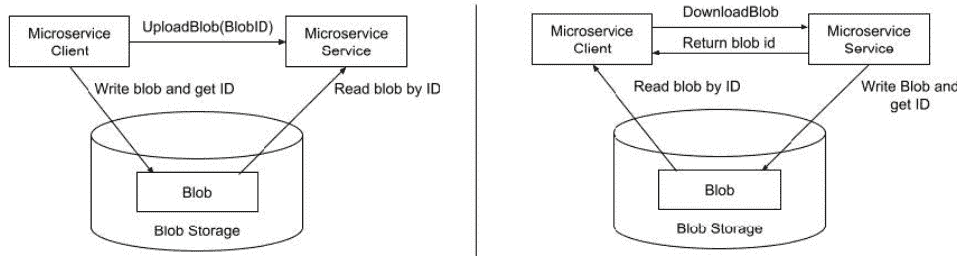 Microservice
Client
UploadBlob(BlobID)
Microservice
Service
Write blob and get ID
Read blob by ID
Blob
Blob Storage
DownloadBlob
Microservice
Client
Return blob id
Microservice
Service
Read blob by ID
Write Blob and
get ID
Blob
Blob Storage